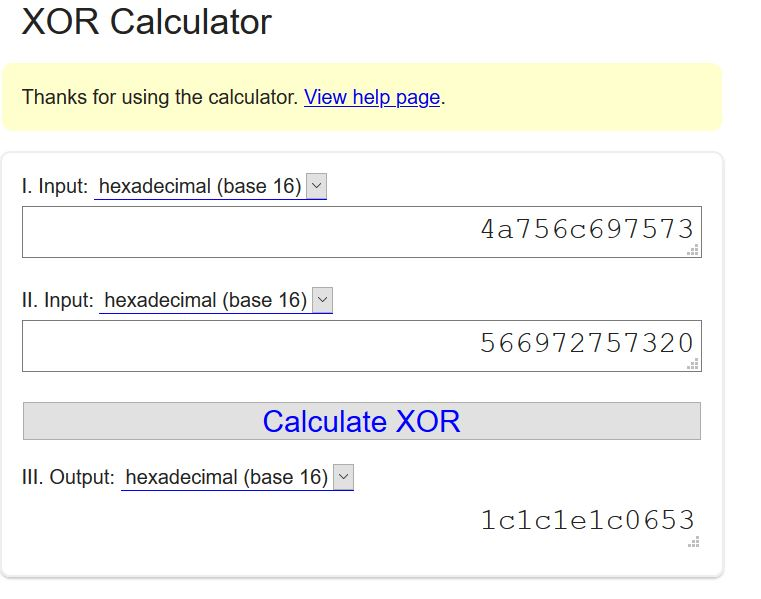 XOR Calculator
Thanks for using the calculator. View help page.
I. Input: hexadecimal (base 16)
4a756c697573
II. Input: hexadecimal (base 16)
566972757320
Calculate XOR
III. Output: hexadecimal (base 16)
1c1c1e1c0653